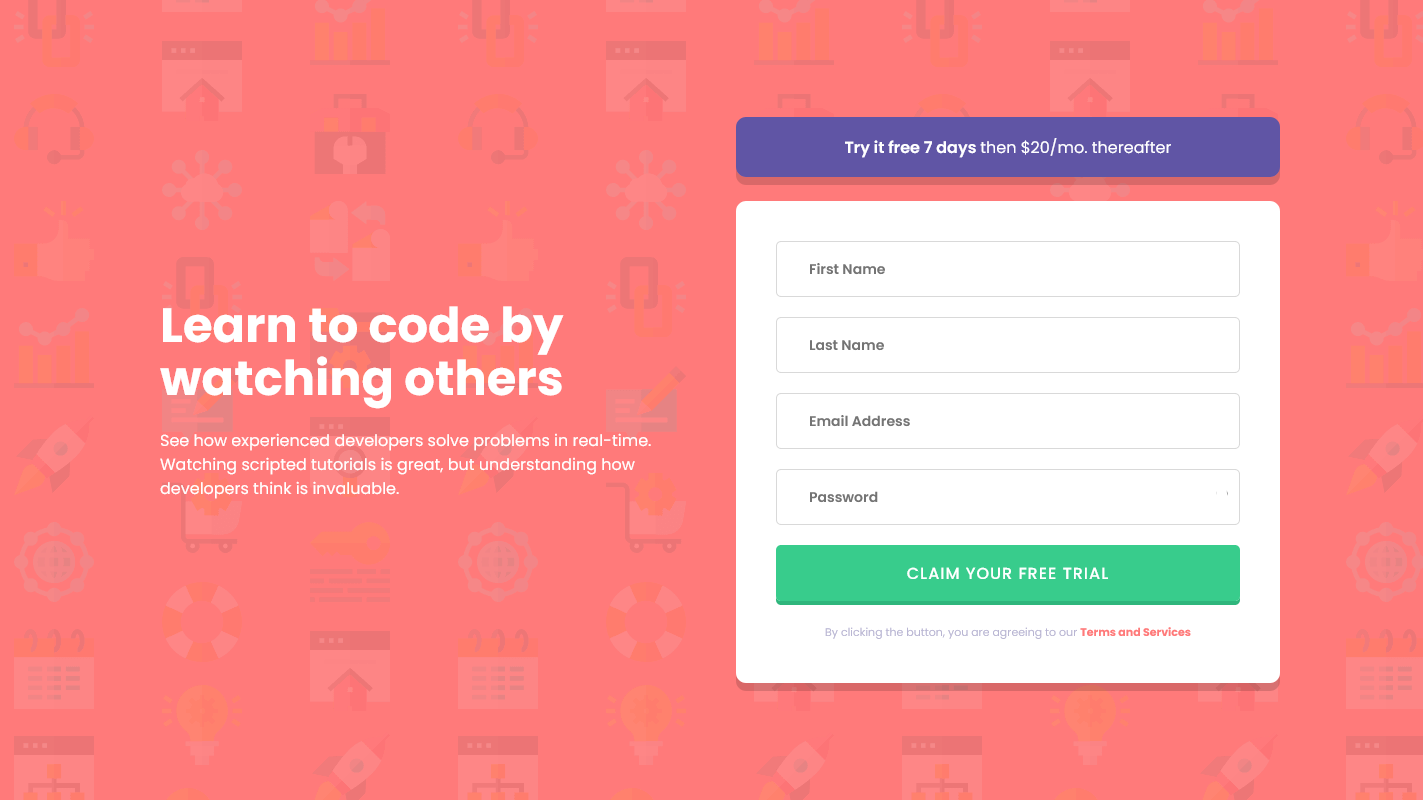 Learn to code by
watching others
See how experienced developers solve problems in real-time.
Watching scripted tutorials is great, but understanding how
developers think is invaluable.
Try it free 7 days then $20/mo. thereafter
First Name
Last Name
Email Address
Password
CLAIM YOUR FREE TRIAL
By clicking the button, you are agreeing to our Terms and Services